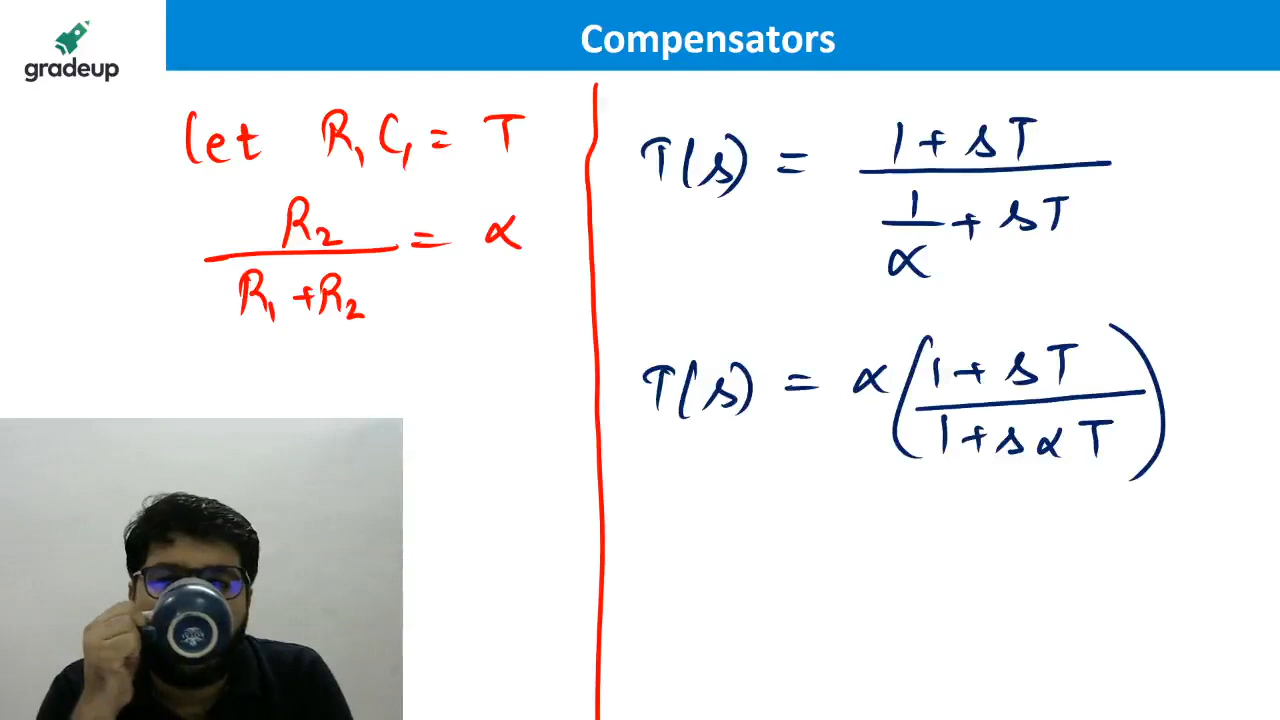 Compensators
gradeup
let R₁C₁ = T
R₂
R₁ + R₂
= α
T(s) =
1 + sT
1
α
+ sT
T(s) = α
(
1 + sT
1 + sαT
)